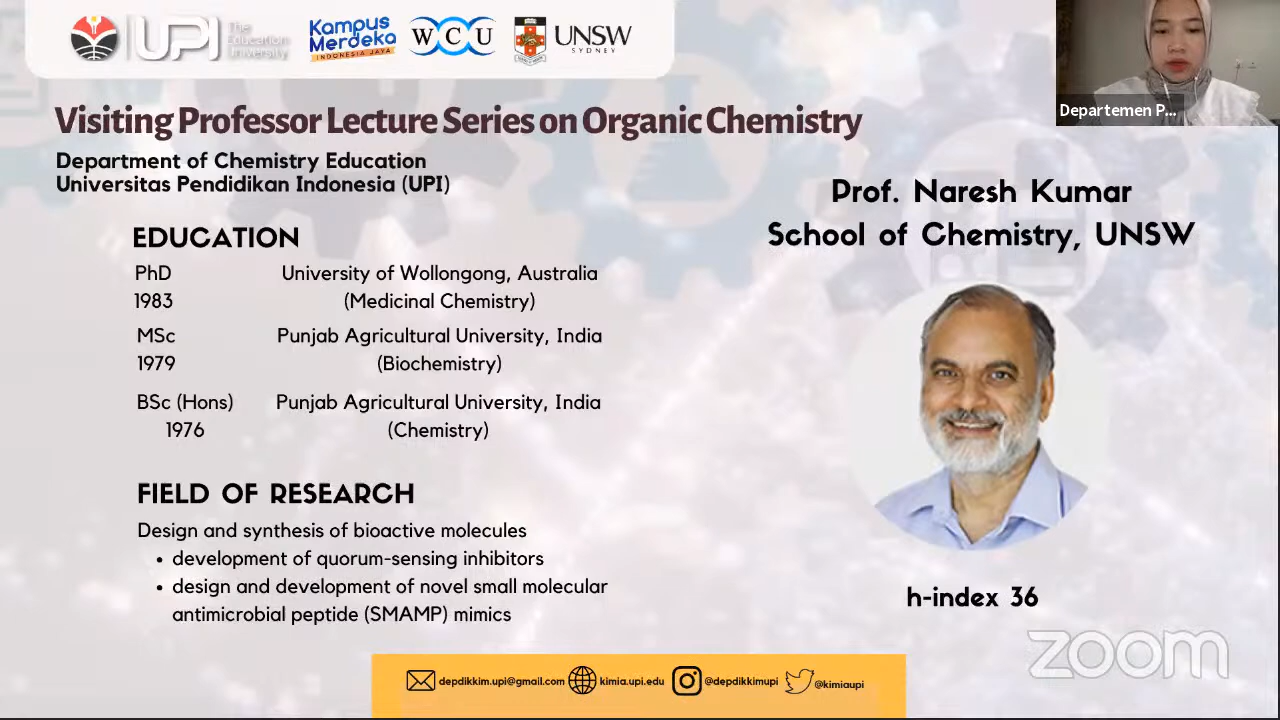 UPI
The
Education
University
Kampus
Merdeka
INDONESIA JAYA
WCU
UNSW
SYDNEY
Departemen P...
Visiting Professor Lecture Series on Organic Chemistry
Department of Chemistry Education
Universitas Pendidikan Indonesia (UPI)
Prof. Naresh Kumar
School of Chemistry, UNSW
EDUCATION
PhD University of Wollongong, Australia
1983 (Medicinal Chemistry)
MSc Punjab Agricultural University, India
1979 (Biochemistry)
BSc (Hons) Punjab Agricultural University, India
1976 (Chemistry)
FIELD OF RESEARCH
Design and synthesis of bioactive molecules
• development of quorum-sensing inhibitors
• design and development of novel small molecular
antimicrobial peptide (SMAMP) mimics
h-index 36
zoom
depdikkim.upi@gmail.com kimia.upi.edu @depdikkimupi @kimiaupi